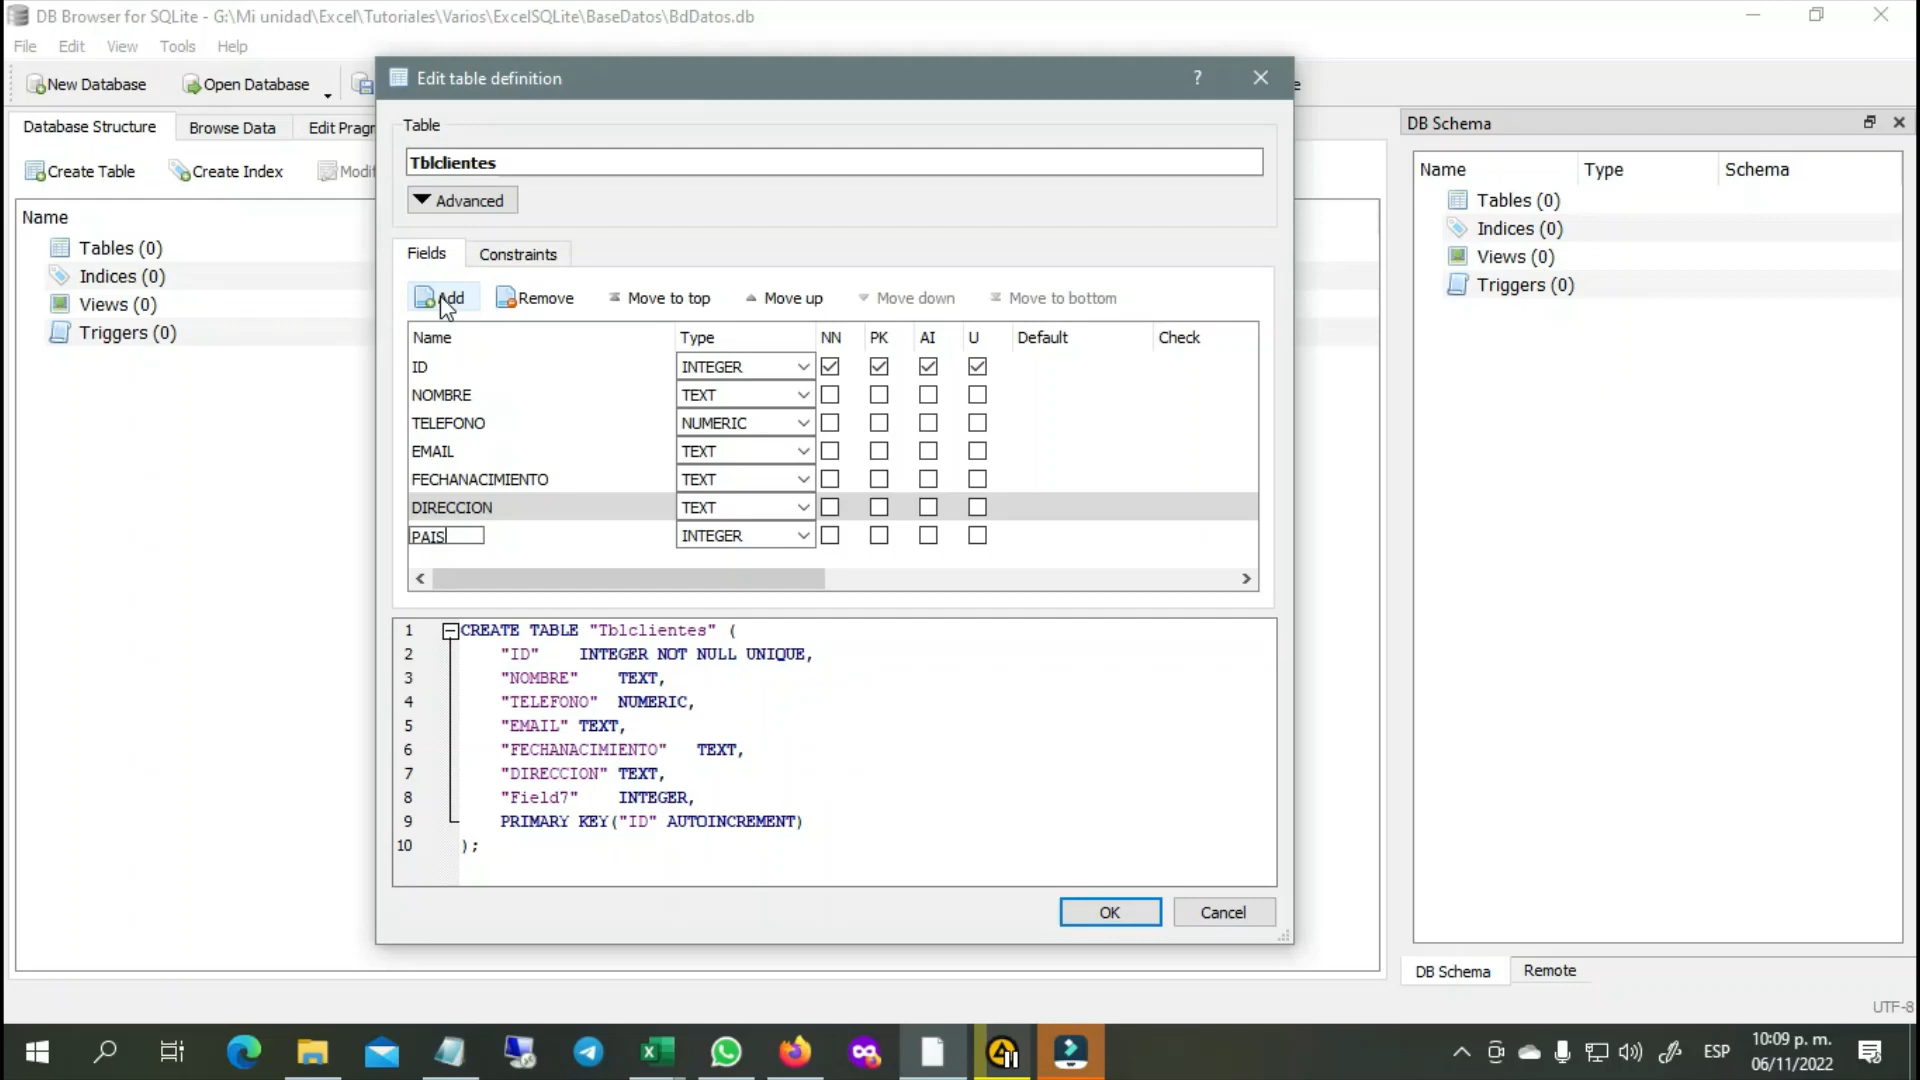 DB Browser for SQLite - G:\Mi unidad\Excel\Tutoriales\Varios\ExcelSQLite\BaseDatos\BdDatos.db
File Edit View Tools Help
New Database Open Database
Edit table definition ?
Database Structure Browse Data Edit Pragr
Create Table Create Index Modif
Name
Tables (0)
Indices (0)
Views (0)
Triggers (0)
Table
Tblclientes
Advanced
Fields Constraints
Add Remove Move to top Move up Move down Move to bottom
Name Type NN PK AI U Default Check
ID INTEGER
NOMBRE TEXT
TELEFONO NUMERIC
EMAIL TEXT
FECHANACIMIENTO TEXT
DIRECCION TEXT
PAIS INTEGER
1 CREATE TABLE "Tblclientes" (
2 "ID" INTEGER NOT NULL UNIQUE,
3 "NOMBRE" TEXT,
4 "TELEFONO" NUMERIC,
5 "EMAIL" TEXT,
6 "FECHANACIMIENTO" TEXT,
7 "DIRECCION" TEXT,
8 "Field7" INTEGER,
9 PRIMARY KEY("ID" AUTOINCREMENT)
10 );
OK Cancel
DB Schema
Name Type Schema
Tables (0)
Indices (0)
Views (0)
Triggers (0)
DB Schema Remote
UTF-8
ESP
10:09 p. m.
06/11/2022